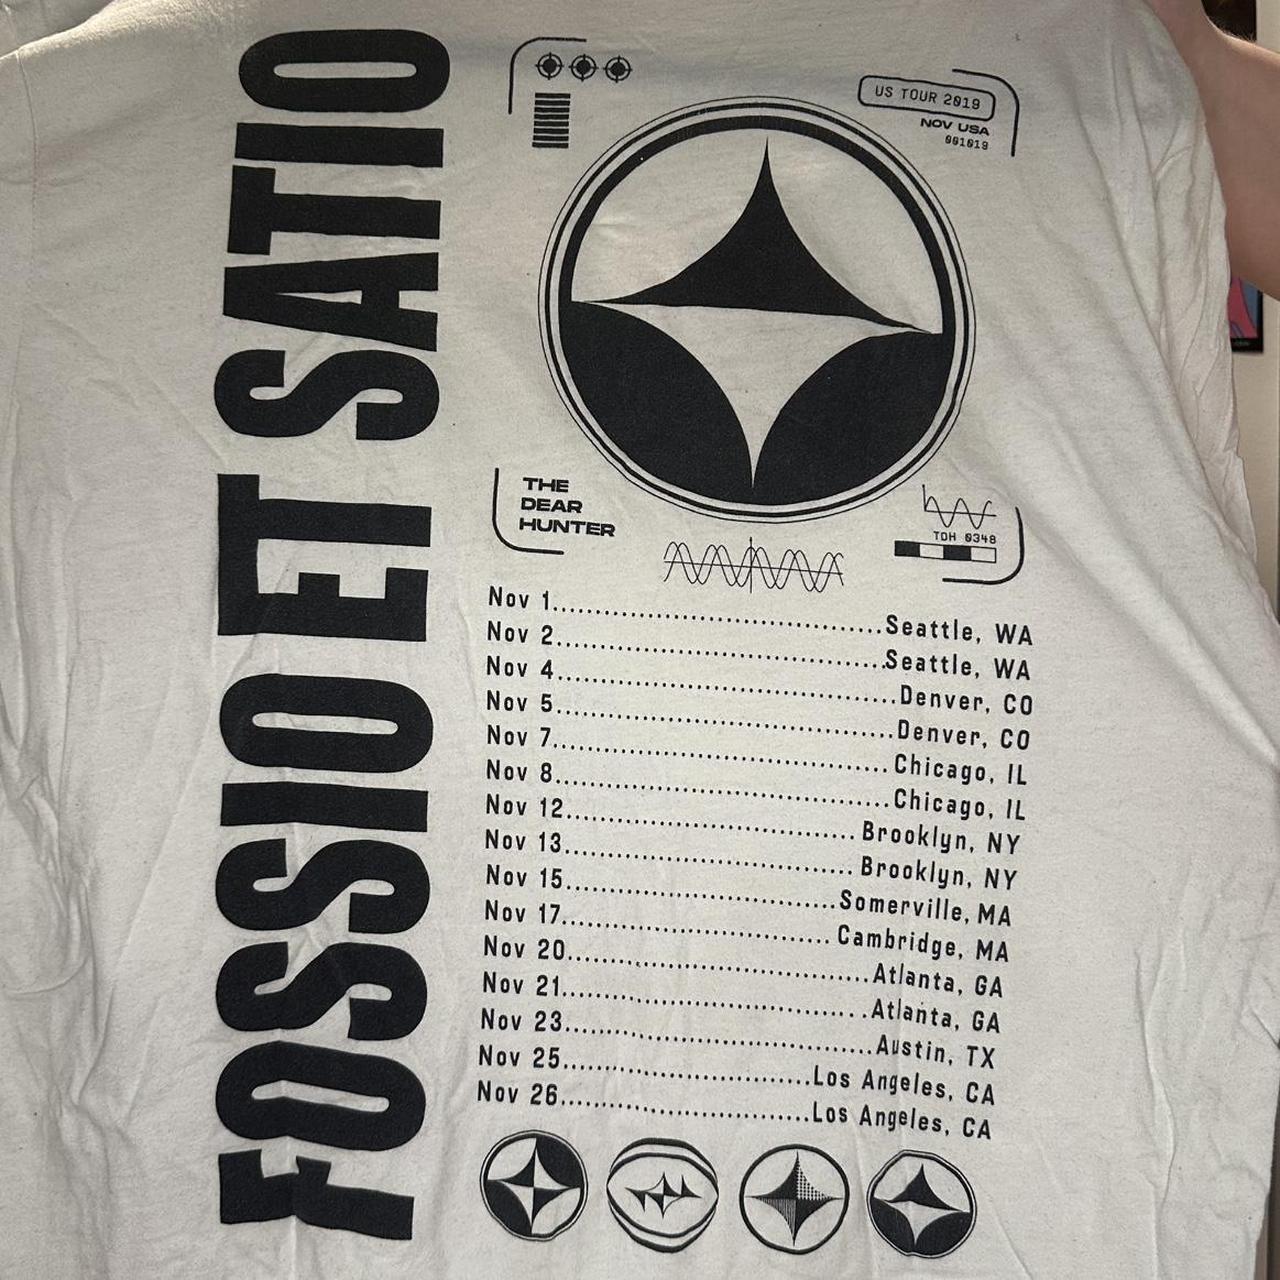 FOSSIO ET SATIO
US TOUR 2019
NOV USA
001019
THE
DEAR
HUNTER
TDH 0348
Nov 1..........Seattle, WA
Nov 2..........Seattle, WA
Nov 4..........Denver, CO
Nov 5..........Denver, CO
Nov 7..........Chicago, IL
Nov 8..........Chicago, IL
Nov 12..........Brooklyn, NY
Nov 13..........Brooklyn, NY
Nov 15..........Somerville, MA
Nov 17..........Cambridge, MA
Nov 20..........Atlanta, GA
Nov 21..........Atlanta, GA
Nov 23..........Austin, TX
Nov 25..........Los Angeles, CA
Nov 26..........Los Angeles, CA